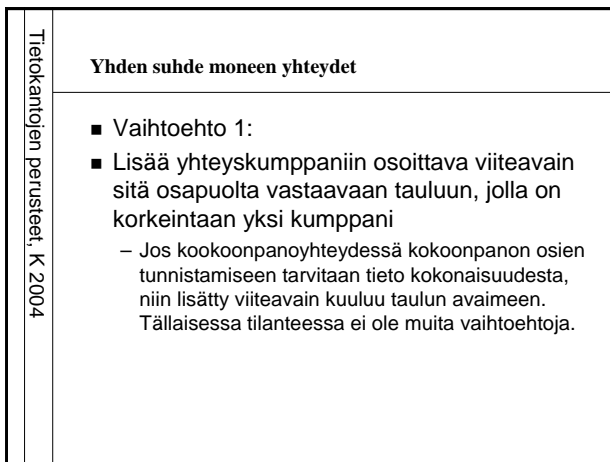 Tietokantojen perusteet, K 2004
Yhden suhde moneen yhteydet
■ Vaihtoehto 1:
■ Lisää yhteyskumppaniin osoittava viiteavain
sitä osapuolta vastaavaan tauluun, jolla on
korkeintaan yksi kumppani
– Jos kookoonpanoyhteydessä kokoonpanon osien
tunnistamiseen tarvitaan tieto kokonaisuudesta,
niin lisätty viiteavain kuuluu taulun avaimeen.
Tällaisessa tilanteessa ei ole muita vaihtoehtoja.